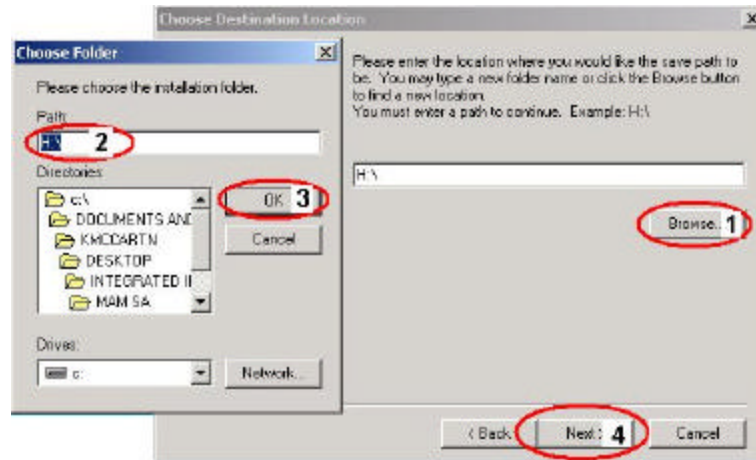 Choose Destination Location
Choose Folder
Please choose the installation folder.
Path:
H:\ 2
Directories:
c:\
DOCUMENTS AND
KMCCARTN
DESKTOP
INTEGRATED I
MAM SA
OK 3
Cancel
Drives:
c:
Network...
Please enter the location where you would like the save path to
be. You may type a new folder name or click the Browse button
to find a new location.
You must enter a path to continue. Example: H:\
H:\
Browse.. 1
< Back
Next > 4
Cancel